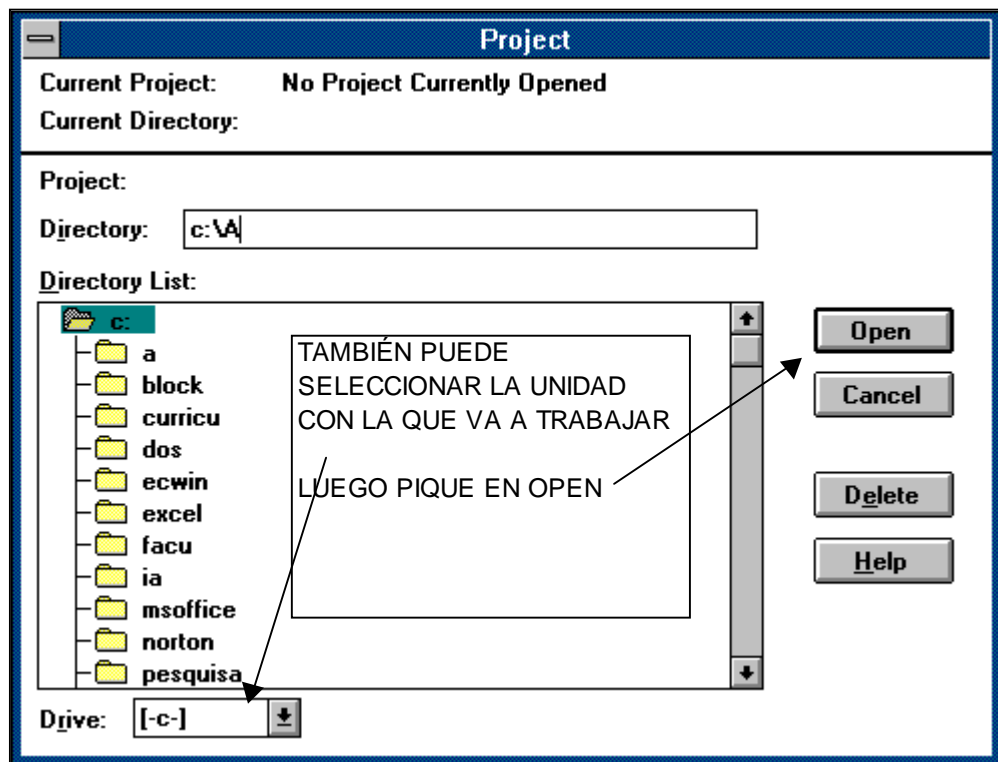 Project
Current Project: No Project Currently Opened
Current Directory:
Project:
Directory: c:\A
Directory List:
c:
a
block
curricu
dos
ecwin
excel
facu
ia
msoffice
norton
pesquisa
TAMBIÉN PUEDE
SELECCIONAR LA UNIDAD
CON LA QUE VA A TRABAJAR
LUEGO PIQUE EN OPEN
Open
Cancel
Delete
Help
Drive: [-c-]